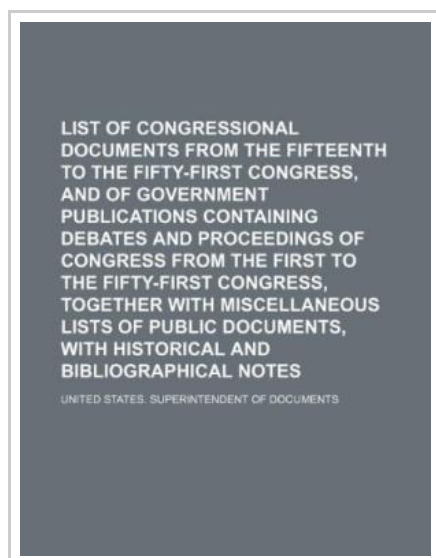 LIST OF CONGRESSIONAL
DOCUMENTS FROM THE FIFTEENTH
TO THE FIFTY-FIRST CONGRESS,
AND OF GOVERNMENT
PUBLICATIONS CONTAINING
DEBATES AND PROCEEDINGS OF
CONGRESS FROM THE FIRST TO
THE FIFTY-FIRST CONGRESS,
TOGETHER WITH MISCELLANEOUS
LISTS OF PUBLIC DOCUMENTS,
WITH HISTORICAL AND
BIBLIOGRAPHICAL NOTES
UNITED STATES. SUPERINTENDENT OF DOCUMENTS